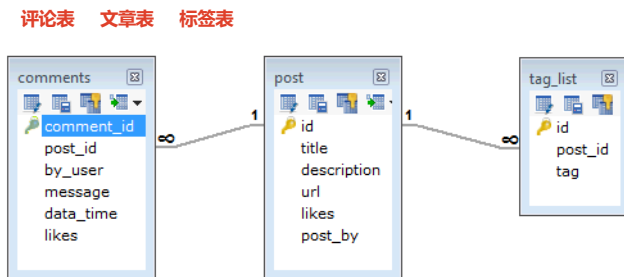 评论表 文章表 标签表
comments
comment_id
post_id
by_user
message
data_time
likes
1
∞
post
id
title
description
url
likes
post_by
1
∞
tag_list
id
post_id
tag